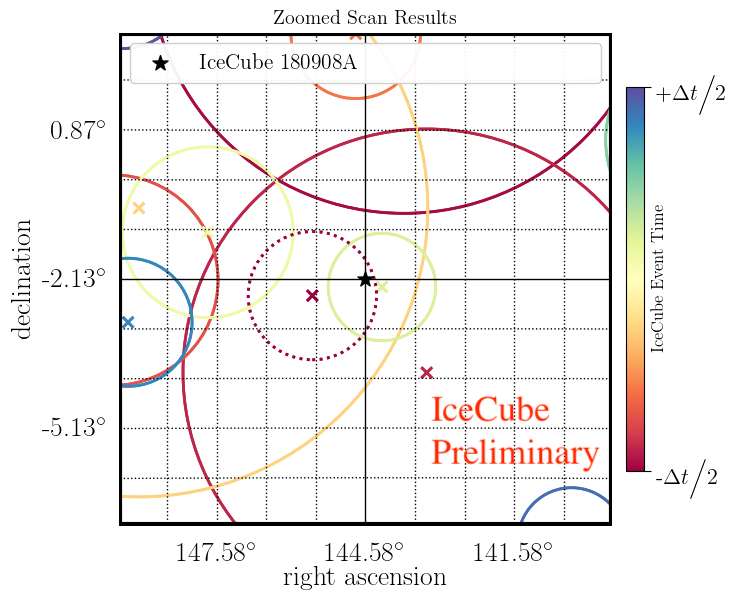 Zoomed Scan Results
IceCube 180908A
+Δt/2
0.87°
-2.13°
-5.13°
declination
IceCube Event Time
IceCube
Preliminary
-Δt/2
147.58°
144.58°
141.58°
right ascension